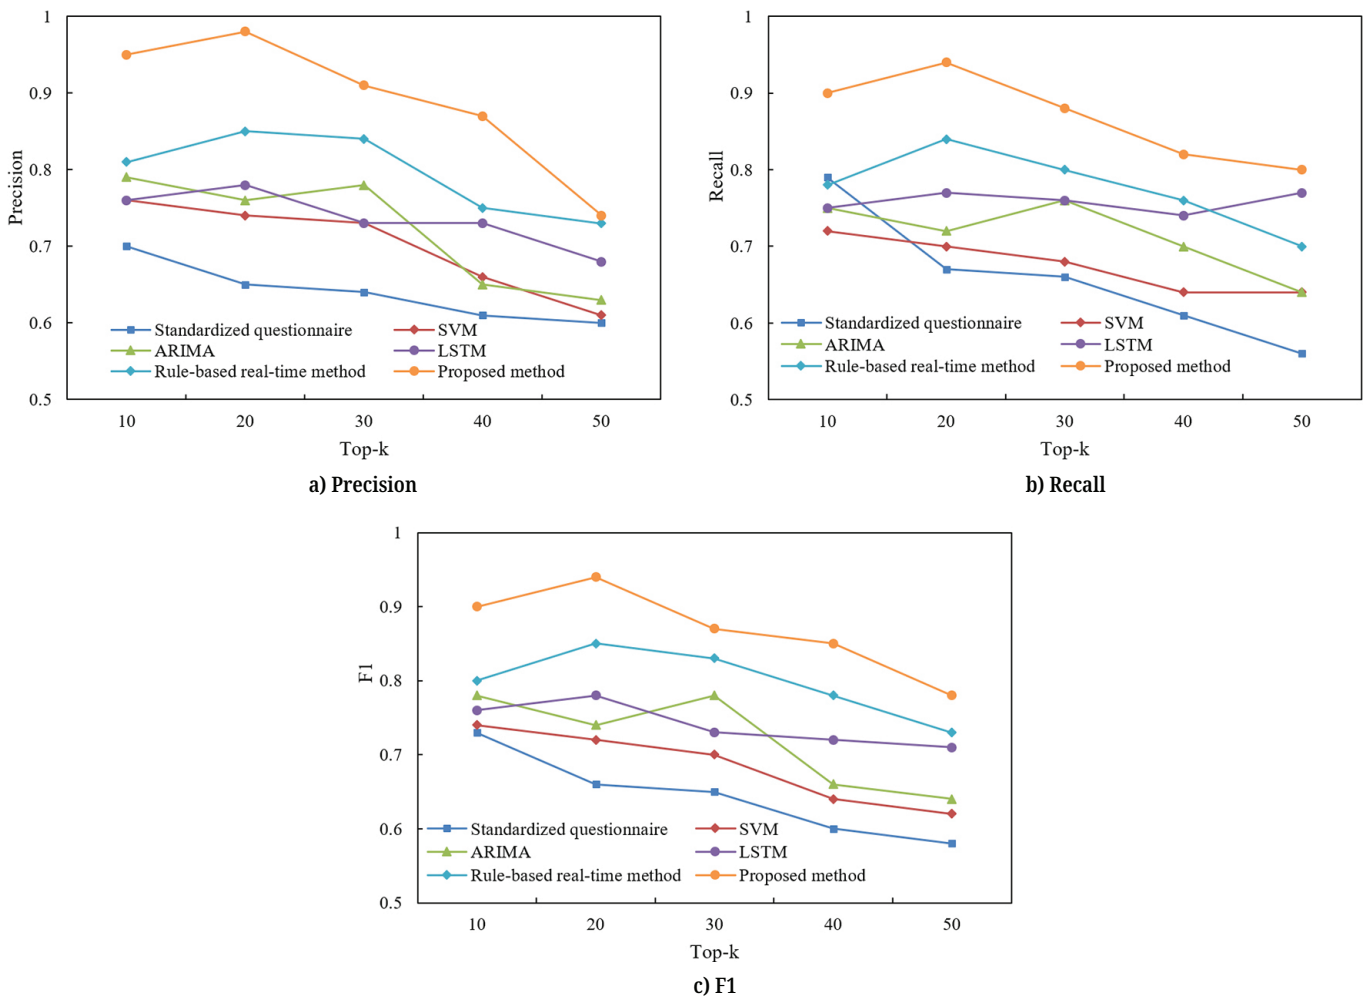 1
0.9
0.8
0.7
0.6
0.5
Precision
Standardized questionnaire
SVM
ARIMA
LSTM
Rule-based real-time method
Proposed method
10 20 30 40 50
Top-k
a) Precision
1
0.9
0.8
0.7
0.6
0.5
Recall
Standardized questionnaire
SVM
ARIMA
LSTM
Rule-based real-time method
Proposed method
10 20 30 40 50
Top-k
b) Recall
1
0.9
0.8
0.7
0.6
0.5
F1
Standardized questionnaire
SVM
ARIMA
LSTM
Rule-based real-time method
Proposed method
10 20 30 40 50
Top-k
c) F1